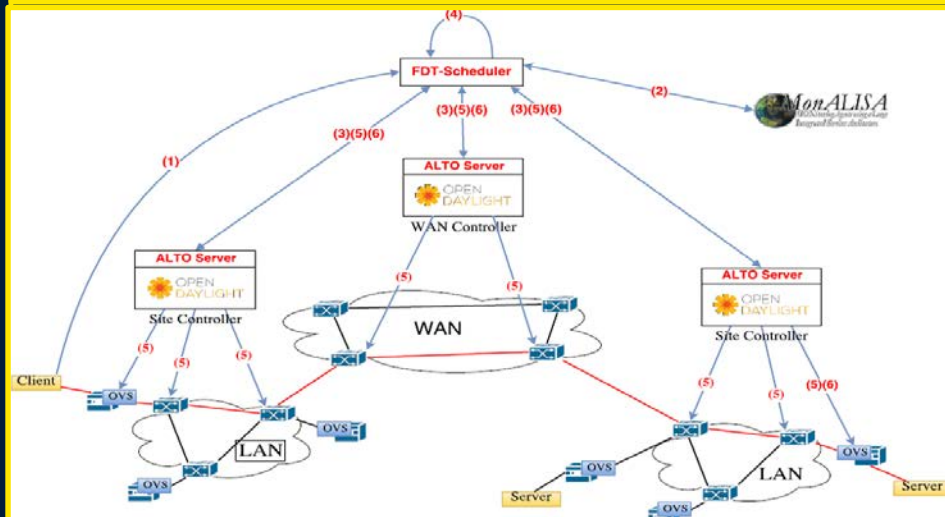 (4)
FDT-Scheduler
(2)
MonALISA
(3)(5)(6)
(3)(5)(6)
(3)(5)(6)
(1)
ALTO Server
OPEN
DAYLIGHT
WAN Controller
ALTO Server
OPEN
DAYLIGHT
Site Controller
ALTO Server
OPEN
DAYLIGHT
Site Controller
(5)
(5)
WAN
(5)
(5)
(5)
Client
OVS
OVS
LAN
OVS
(5)
(5)
(5)(6)
OVS
OVS
LAN
Server
Server
OVS